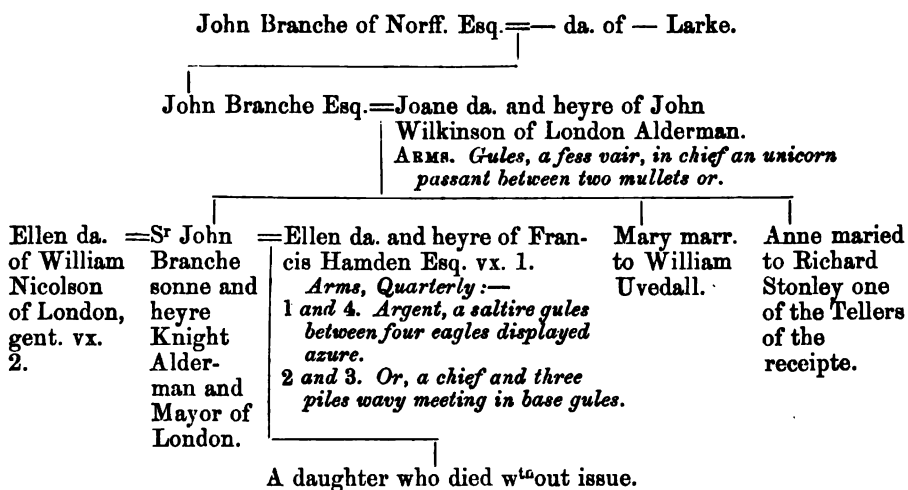 John Branche of Norff. Esq.=— da. of — Larke.
John Branche Esq.=Joane da. and heyre of John
Wilkinson of London Alderman.
ARMS. Gules, a fess vair, in chief an unicorn
passant between two mullets or.
Ellen da.
of William
Nicolson
of London,
gent. vx.
2.
=Sr John
Branche
sonne and
heyre
Knight
Alder-
man and
Mayor of
London.
=Ellen da. and heyre of Fran-
cis Hamden Esq. vx. 1.
Arms, Quarterly:—
1 and 4. Argent, a saltire gules
between four eagles displayed
azure.
2 and 3. Or, a chief and three
piles wavy meeting in base gules.
Mary marr.
to William
Uvedall.
Anne maried
to Richard
Stonley one
of the Tellers
of the
receipte.
A daughter who died wtout issue.